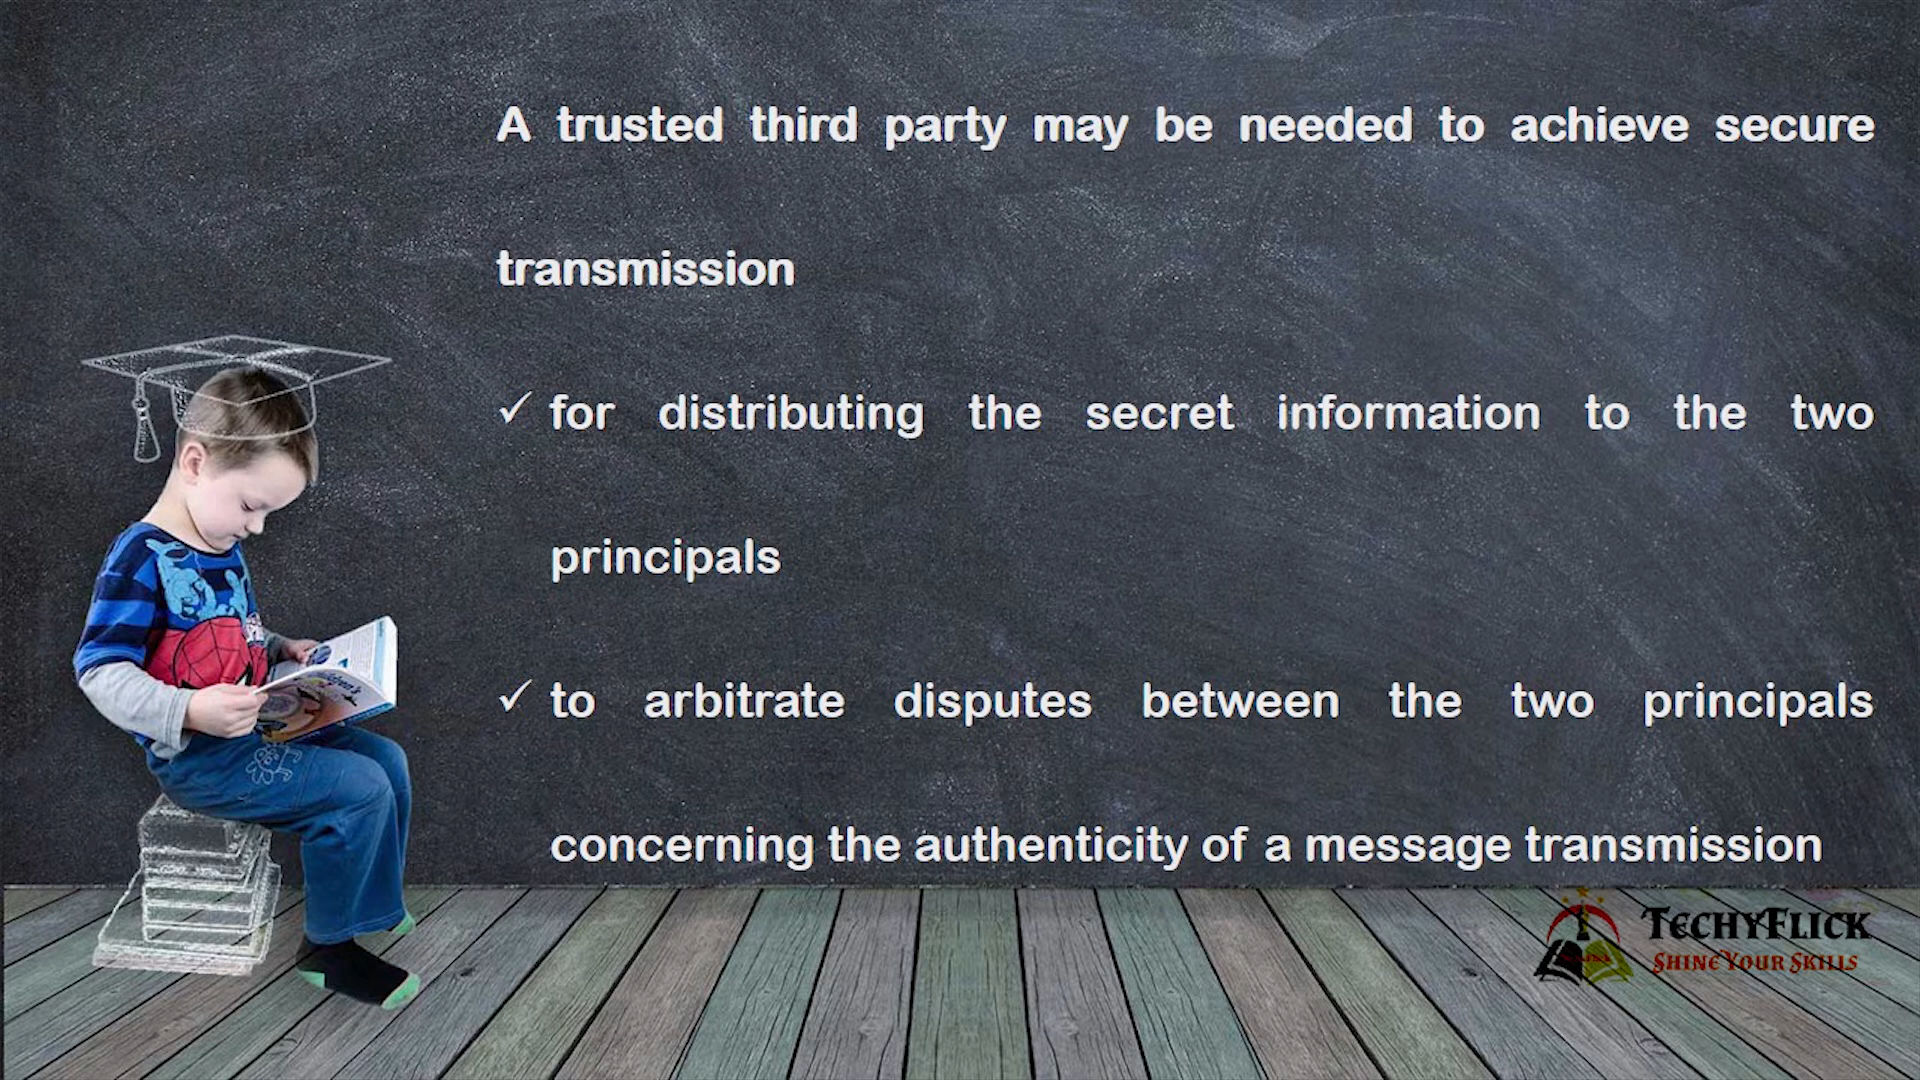 A trusted third party may be needed to achieve secure
transmission
✓ for distributing the secret information to the two
principals
✓ to arbitrate disputes between the two principals
concerning the authenticity of a message transmission
TechyFlick
Shine Your Skills